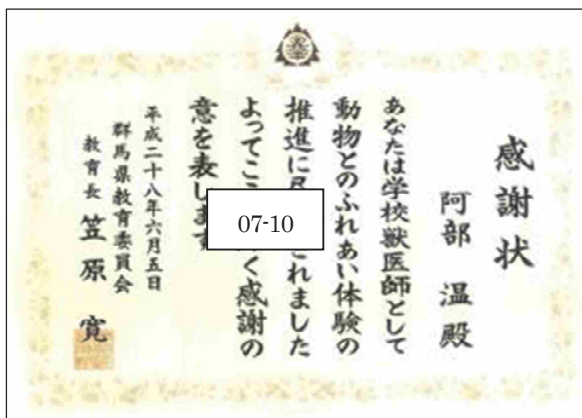 感謝状
阿部 温殿
あなたは学校獣医師として
動物とのふれあい体験の
推進に されました
よってこ く感謝の
意を表します
平成二十八年六月五日
群馬県教育委員会
教育長 笠原 寛
07-10